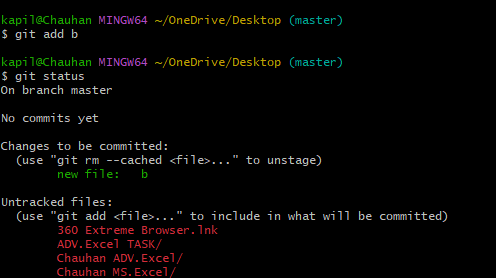 kapil@Chauhan MINGW64 ~/OneDrive/Desktop (master)
$ git add b
kapil@Chauhan MINGW64 ~/OneDrive/Desktop (master)
$ git status
On branch master
No commits yet
Changes to be committed:
(use "git rm --cached <file>..." to unstage)
new file: b
Untracked files:
(use "git add <file>..." to include in what will be committed)
360 Extreme Browser.lnk
ADV.Excel TASK/
Chauhan ADV.Excel/
Chauhan MS.Excel/